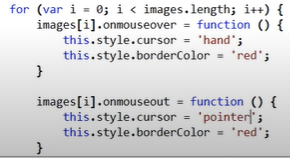 for (var i = 0; i < images.length; i++) {
    images[i].onmouseover = function () {
        this.style.cursor = 'hand';
        this.style.borderColor = 'red';
    }
    images[i].onmouseout = function () {
        this.style.cursor = 'pointer';
        this.style.borderColor = 'red';
    }